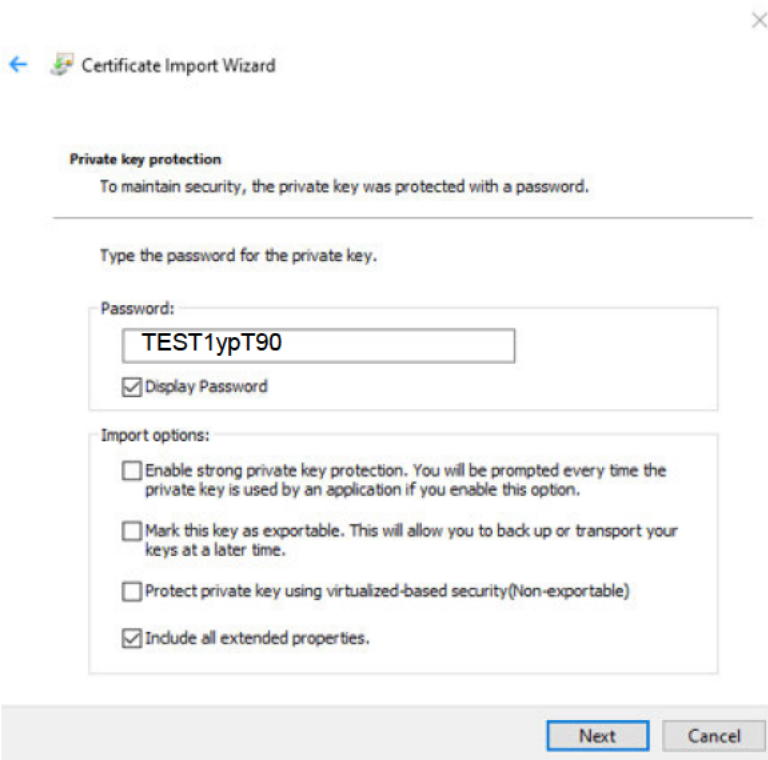 Certificate Import Wizard
Private key protection
To maintain security, the private key was protected with a password.
Type the password for the private key.
Password:
TEST1ypT90
Display Password
Import options:
Enable strong private key protection. You will be prompted every time the
private key is used by an application if you enable this option.
Mark this key as exportable. This will allow you to back up or transport your
keys at a later time.
Protect private key using virtualized-based security(Non-exportable)
Include all extended properties.
Next
Cancel